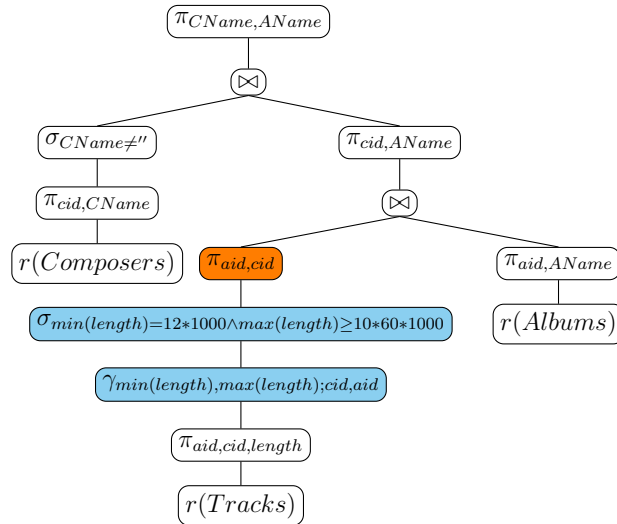 π_{CName,AName}
⋈
σ_{CName≠''} π_{cid,AName}
π_{cid,CName} ⋈
r(Composers) π_{aid,cid} π_{aid,AName}
σ_{min(length)=12*1000∧max(length)≥10*60*1000} r(Albums)
γ_{min(length),max(length);cid,aid}
π_{aid,cid,length}
r(Tracks)